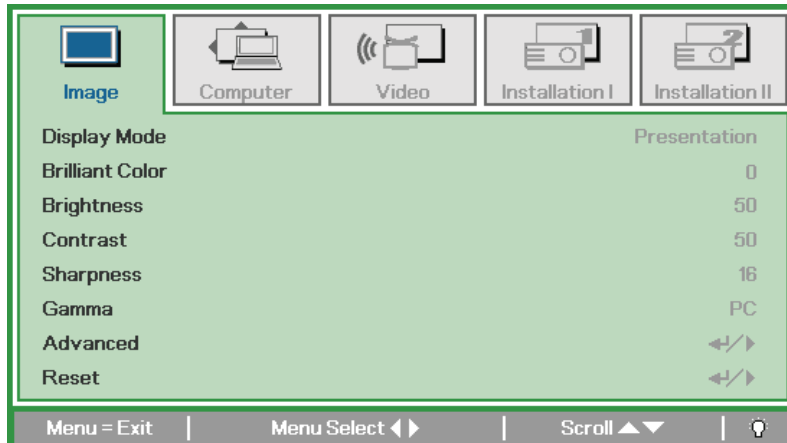 Image Computer Video Installation I Installation II
Display Mode Presentation
Brilliant Color 0
Brightness 50
Contrast 50
Sharpness 16
Gamma PC
Advanced ↵/▶
Reset ↵/▶
Menu = Exit | Menu Select ◀▶ | Scroll ▲▼ |